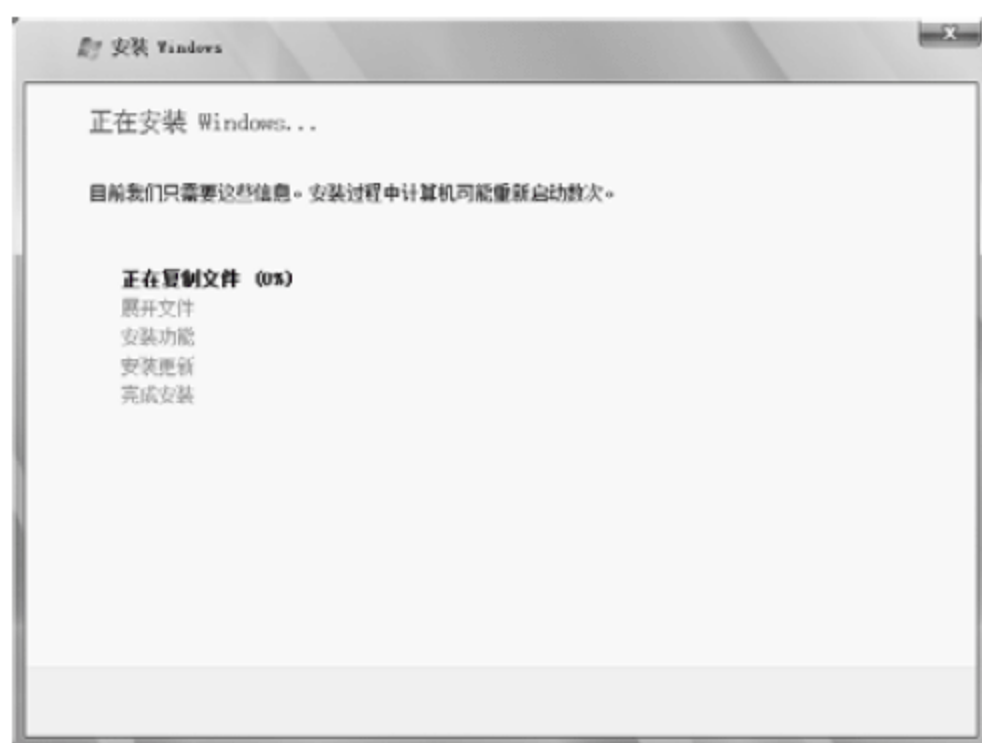 安装 Windows
正在安装 Windows...
目前我们只需要这些信息。安装过程中计算机可能重新启动数次。
正在复制文件 (0%)
展开文件
安装功能
安装更新
完成安装